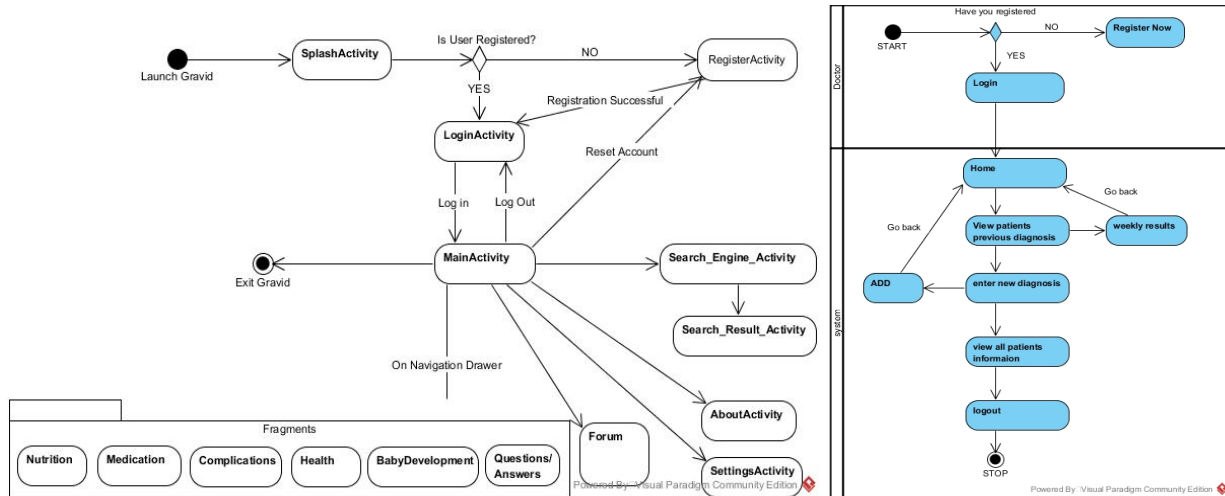 Is User Registered?
SplashActivity
NO
RegisterActivity
Launch Gravid
YES
Registration Successful
LoginActivity
Reset Account
Log in
Log Out
MainActivity
Search_Engine_Activity
Exit Gravid
Search_Result_Activity
On Navigation Drawer
AboutActivity
Fragments
Forum
Nutrition
Medication
Complications
Health
BabyDevelopment
Questions/
Answers
SettingsActivity
Powered By: Visual Paradigm Community Edition
Doctor
Have you registered
START
NO
Register Now
YES
Login
system
Home
Go back
View patients
previous diagnosis
weekly results
Go back
ADD
enter new diagnosis
view all patients
informaion
logout
STOP
Powered By: Visual Paradigm Community Edition